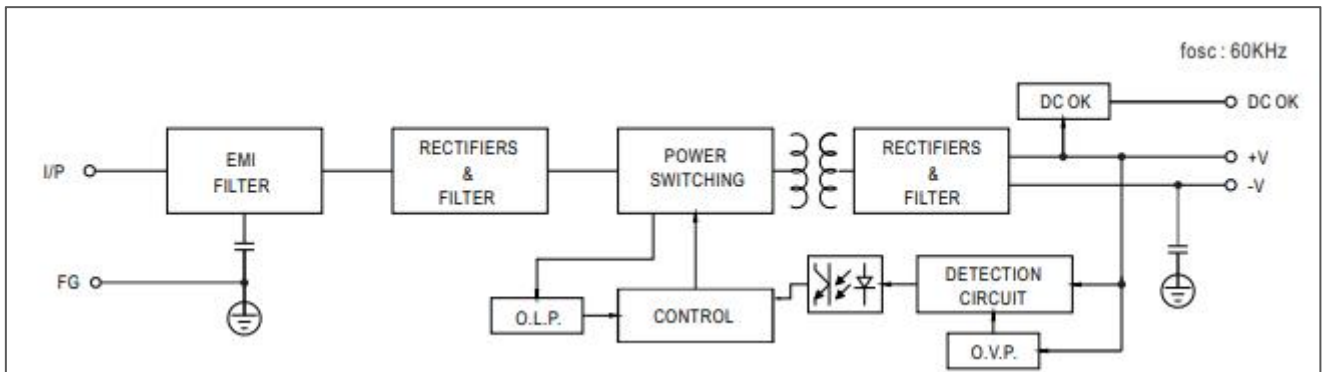 fosc : 60KHz
DC OK
DC OK
EMI
FILTER
RECTIFIERS
&
FILTER
POWER
SWITCHING
RECTIFIERS
&
FILTER
I/P
+V
-V
FG
O.L.P.
CONTROL
DETECTION
CIRCUIT
O.V.P.